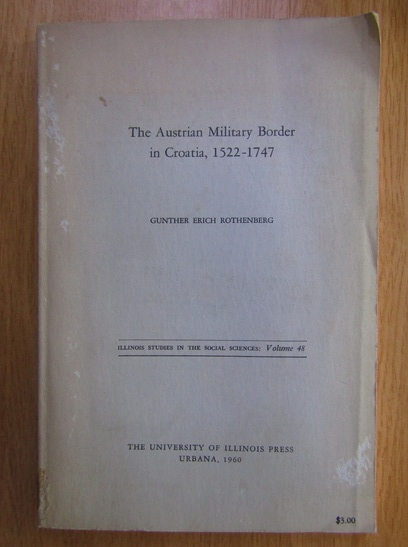 The Austrian Military Border
in Croatia, 1522-1747
GUNTHER ERICH ROTHENBERG
ILLINOIS STUDIES IN THE SOCIAL SCIENCES: Volume 48
THE UNIVERSITY OF ILLINOIS PRESS
URBANA, 1960
$3.00